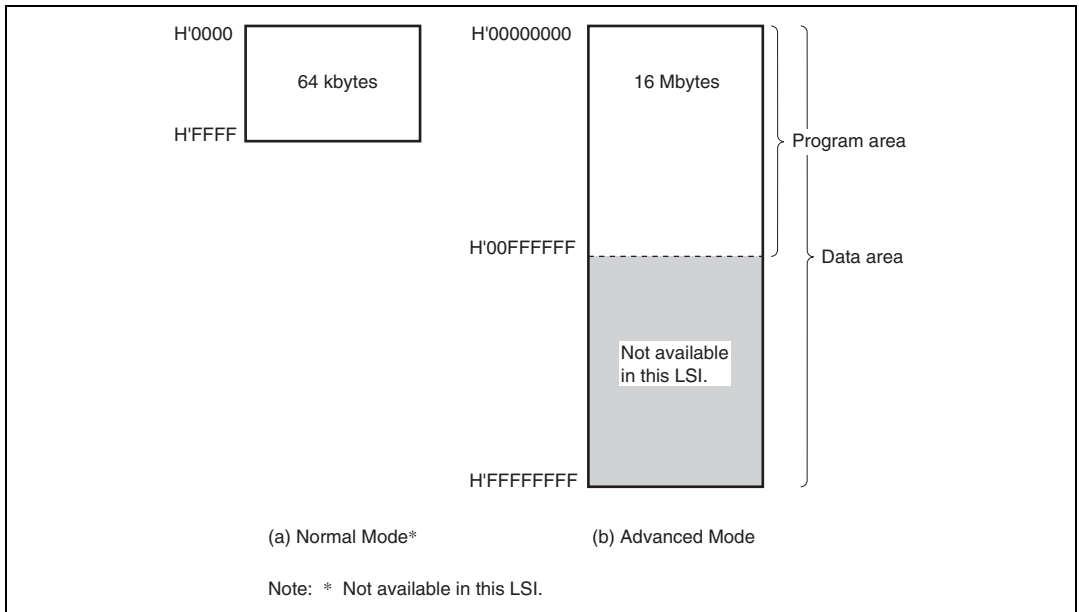 H'0000
64 kbytes
H'FFFF
(a) Normal Mode*
H'00000000
16 Mbytes
Program area
H'00FFFFFF
Data area
Not available
in this LSI.
H'FFFFFFFF
(b) Advanced Mode
Note: * Not available in this LSI.